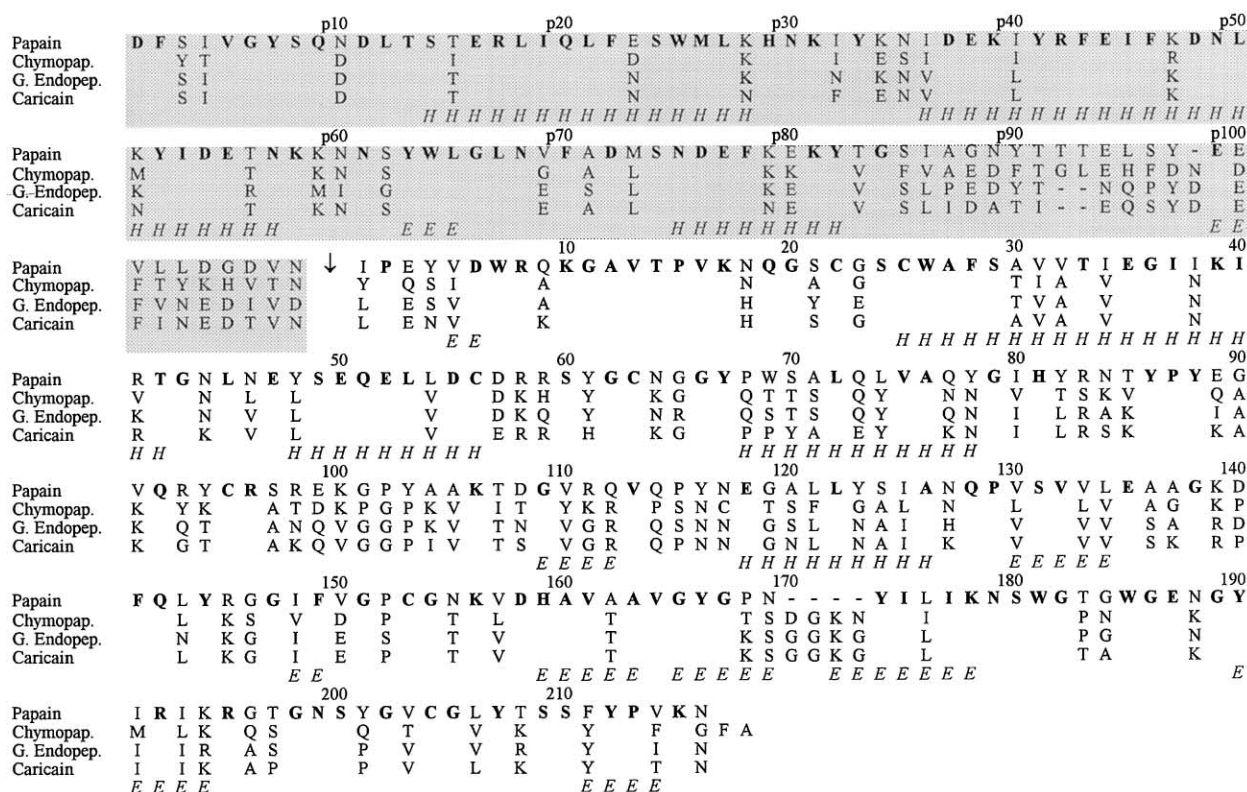 p10 p20 p30 p40 p50
Papain D F S I V G Y S Q N D L T S T E R L I Q L F E S W M L K H N K I Y K N I D E K I Y R F E I F K D N L
Chymopap. Y T D I D K I E S I I R
G. Endopep. S I D T N K N K N V L K
Caricain S I D T N N F E N V L K
H H H H H H H H H H H H H H H H H H H H H H H H H H H H H H
p60 p70 p80 p90 p100
Papain K Y I D E T N K K N N S Y W L G L N V F A D M S N D E F K E K Y T G S I A G N Y T T T E L S Y - E E
Chymopap. M T K N S G A L K K V F V A E D F T G L E H F D N D
G. Endopep. K R M I G E S L K E V S L P E D Y T - - N Q P Y D E
Caricain N T K N S E A L N E V S L I D A T I - - E Q S Y D E
H H H H H H H E E E H H H H H H H H E E
10 20 30 40
Papain V L L D G D V N ↓ I P E Y V D W R Q K G A V T P V K N Q G S C G S C W A F S A V V T I E G I I K I
Chymopap. F T Y K H V T N Y Q S I A N A G T I A V N
G. Endopep. F V N E D I V D L E S V A H Y E T V A V N
Caricain F I N E D T V N L E N V K H S G A V A V N
E E H H H H H H H H H H H H H H H H
50 60 70 80 90
Papain R T G N L N E Y S E Q E L L D C D R R S Y G C N G G Y P W S A L Q L V A Q Y G I H Y R N T Y P Y E G
Chymopap. V N L L V D K H Y K G Q T T S Q Y N N V T S K V Q A
G. Endopep. K N V L V D K Q Y N R Q S T S Q Y Q N I L R A K I A
Caricain R K V L V E R R H K G P P Y A E Y K N I L R S K K A
H H H H H H H H H H H H H H H H H H H H H H
100 110 120 130 140
Papain V Q R Y C R S R E K G P Y A A K T D G V R Q V Q P Y N E G A L L Y S I A N Q P V S V V L E A A G K D
Chymopap. K Y K A T D K P G P K V I T Y K R P S N C T S F G A L N L L V A G K P
G. Endopep. K Q T A N Q V G G P K V T N V G R Q S N N G S L N A I H V V V S A R D
Caricain K G T A K Q V G G P I V T S V G R Q P N N G N L N A I K V V V S K R P
E E E E H H H H H H H H H E E E E E
150 160 170 180 190
Papain F Q L Y R G G I F V G P C G N K V D H A V A A V G Y G P N - - - - Y I L I K N S W G T G W G E N G Y
Chymopap. L K S V D P T L T T S D G K N I P N K
G. Endopep. N K G I E S T V T K S G K G L P G N
Caricain L K G I E P T V T K S G G K G L T A K
E E E E E E E E E E E E E E E E E E E E
200 210
Papain I R I K R G T G N S Y G V C G L Y T S S F Y P V K N
Chymopap. M L K Q S Q T V K Y F G F A
G. Endopep. I I R A S P V V R Y I N
Caricain I I K A P P V L K Y T N
E E E E E E E E